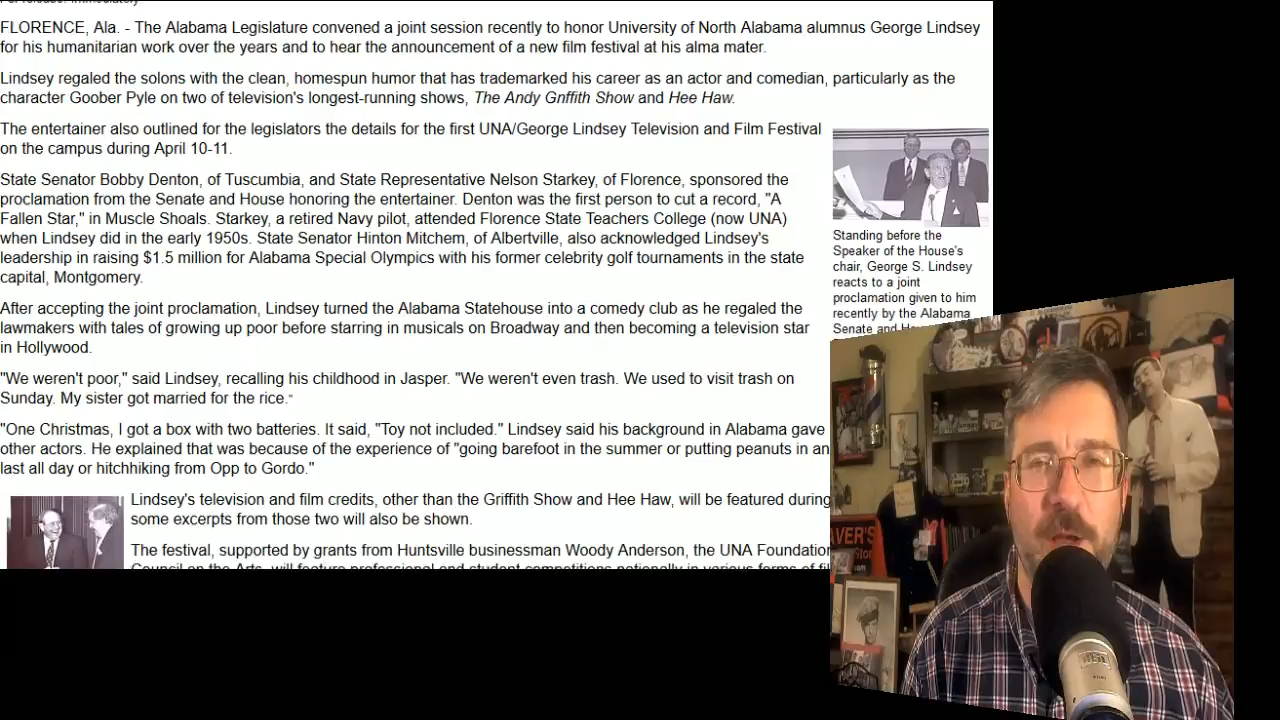 FLORENCE, Ala. - The Alabama Legislature convened a joint session recently to honor University of North Alabama alumnus George Lindsey
for his humanitarian work over the years and to hear the announcement of a new film festival at his alma mater.
Lindsey regaled the solons with the clean, homespun humor that has trademarked his career as an actor and comedian, particularly as the
character Goober Pyle on two of television's longest-running shows, The Andy Griffith Show and Hee Haw.
The entertainer also outlined for the legislators the details for the first UNA/George Lindsey Television and Film Festival
on the campus during April 10-11.
State Senator Bobby Denton, of Tuscumbia, and State Representative Nelson Starkey, of Florence, sponsored the
proclamation from the Senate and House honoring the entertainer. Denton was the first person to cut a record, "A
Fallen Star," in Muscle Shoals. Starkey, a retired Navy pilot, attended Florence State Teachers College (now UNA)
when Lindsey did in the early 1950s. State Senator Hinton Mitchem, of Albertville, also acknowledged Lindsey's
leadership in raising $1.5 million for Alabama Special Olympics with his former celebrity golf tournaments in the state
capital, Montgomery.
After accepting the joint proclamation, Lindsey turned the Alabama Statehouse into a comedy club as he regaled the
lawmakers with tales of growing up poor before starring in musicals on Broadway and then becoming a television star
in Hollywood.
"We weren't poor," said Lindsey, recalling his childhood in Jasper. "We weren't even trash. We used to visit trash on
Sunday. My sister got married for the rice."
"One Christmas, I got a box with two batteries. It said, "Toy not included." Lindsey said his background in Alabama gave
other actors. He explained that was because of the experience of "going barefoot in the summer or putting peanuts in an
last all day or hitchhiking from Opp to Gordo."
Lindsey's television and film credits, other than the Griffith Show and Hee Haw, will be featured during
some excerpts from those two will also be shown.
The festival, supported by grants from Huntsville businessman Woody Anderson, the UNA Foundation
Council on the Arts, will feature professional and student competitions nationally in various forms of
Standing before the
Speaker of the House's
chair, George S. Lindsey
reacts to a joint
proclamation given to him
recently by the Alabama
Senate and